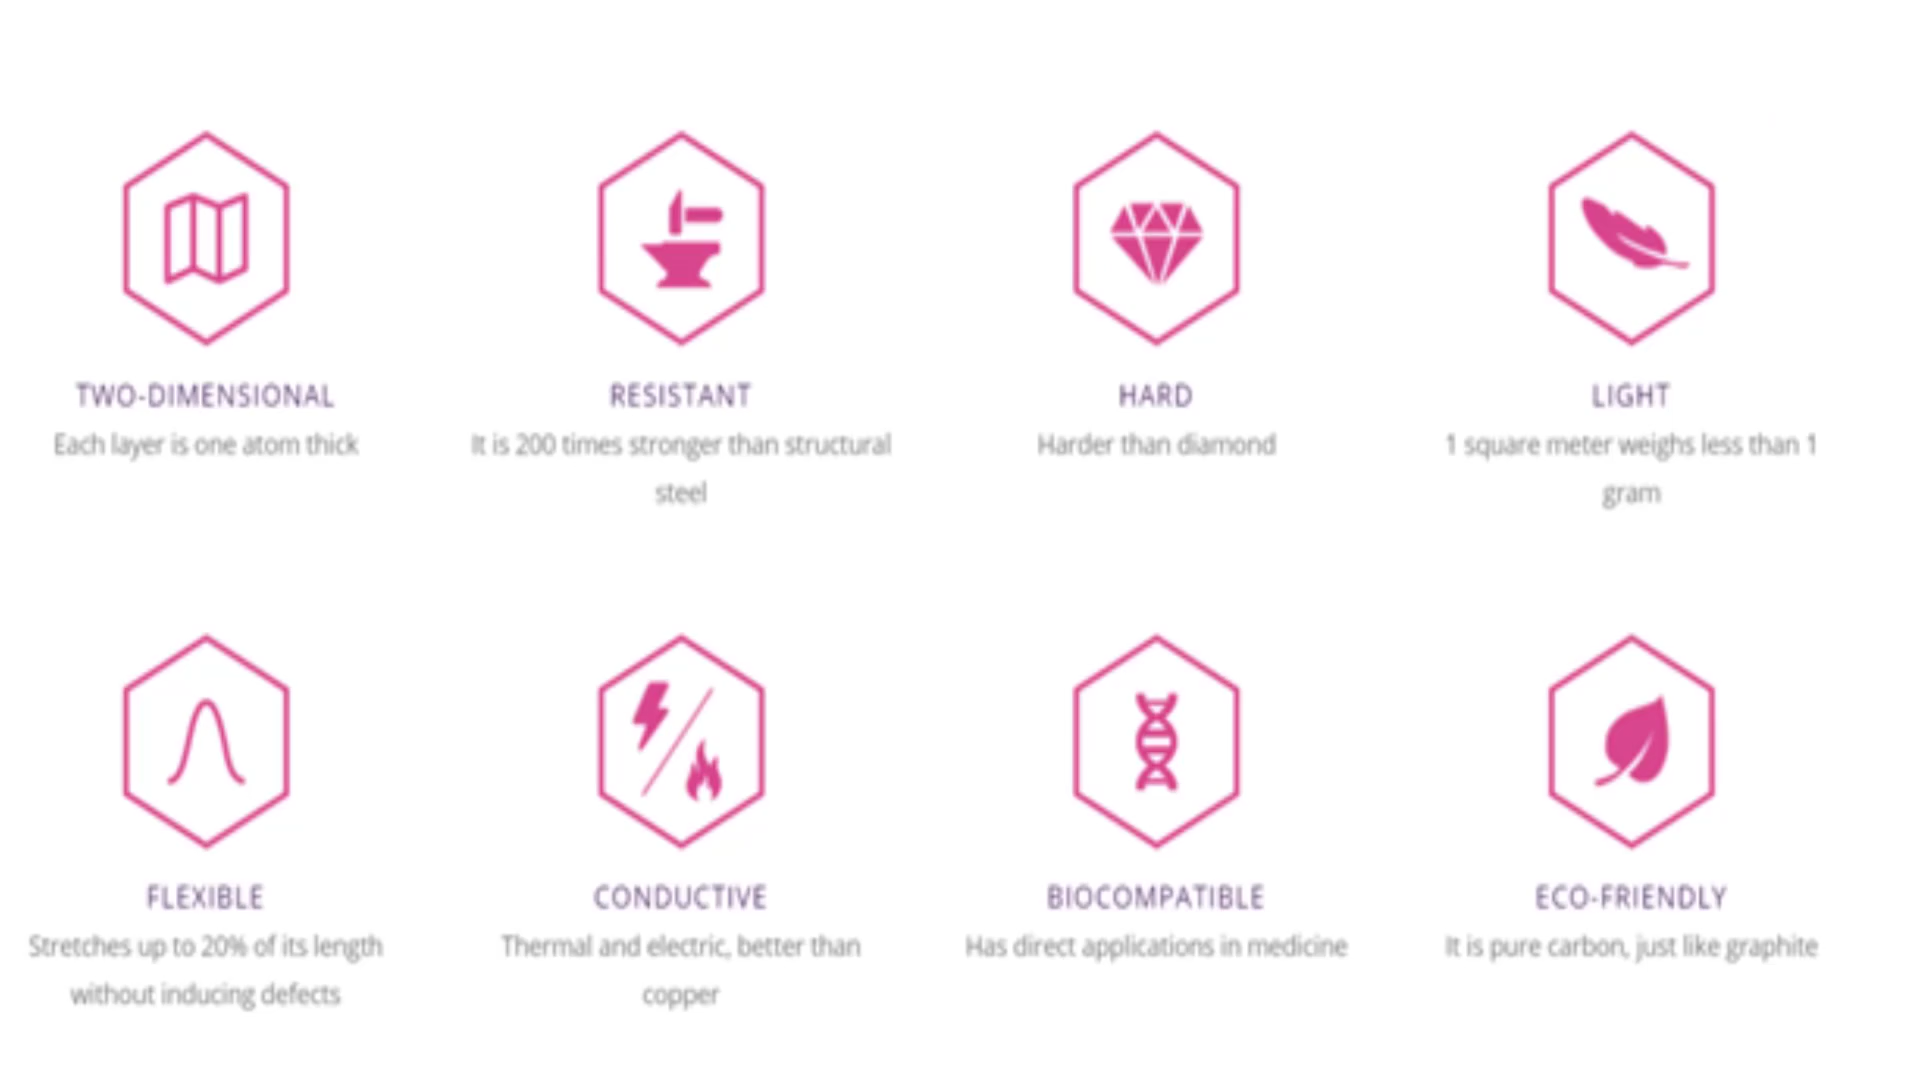 TWO-DIMENSIONAL
Each layer is one atom thick
RESISTANT
It is 200 times stronger than structural
steel
HARD
Harder than diamond
LIGHT
1 square meter weighs less than 1
gram
FLEXIBLE
Stretches up to 20% of its length
without inducing defects
CONDUCTIVE
Thermal and electric, better than
copper
BIOCOMPATIBLE
Has direct applications in medicine
ECO-FRIENDLY
It is pure carbon, just like graphite